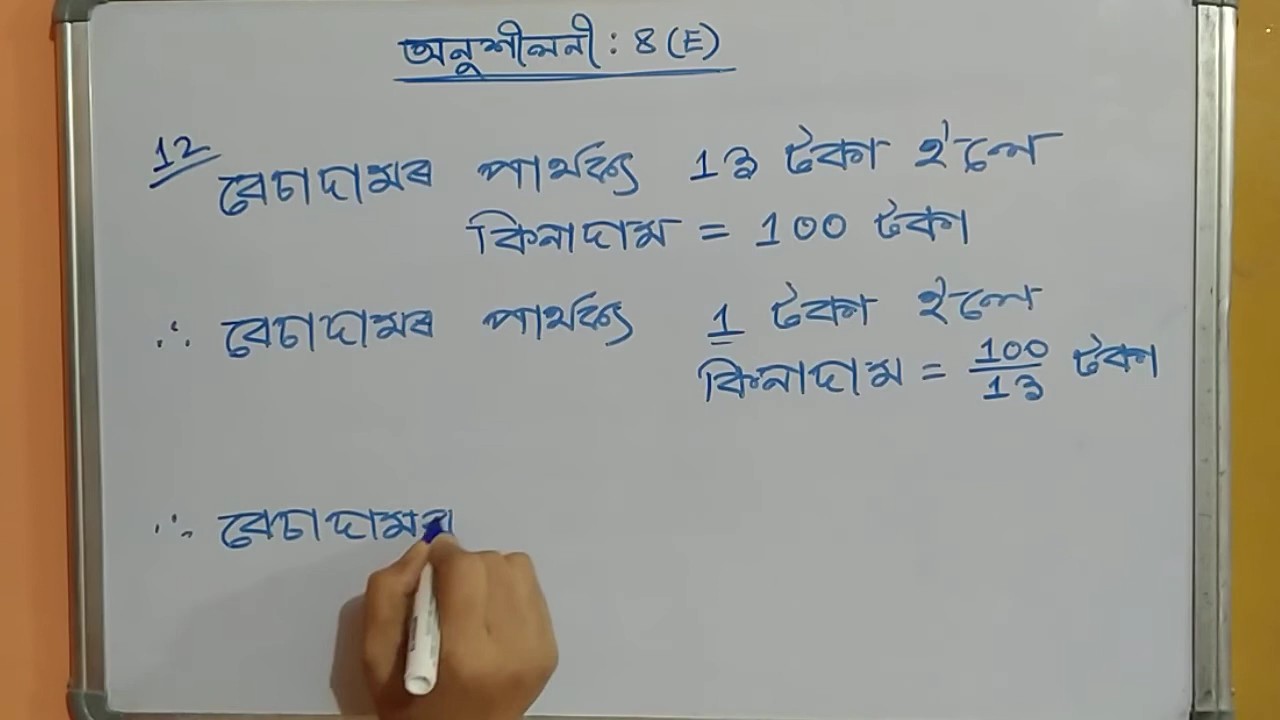 অনুশীলনী : 8 (E)
12 বেচাদামৰ পাৰ্থক্য 13 টকা হ'লে
কিনাদাম = 100 টকা
∴ বেচাদামৰ পাৰ্থক্য 1 টকা হ'লে
কিনাদাম = 100/13 টকা
∴ বেচাদামৰ